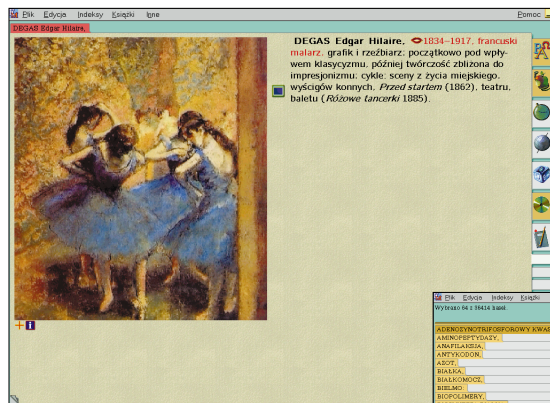 Plik Edycja Indeksy Książki Inne Pomoc
DEGAS Edgar Hilaire,
DEGAS Edgar Hilaire, 1834–1917, francuski
malarz, grafik i rzeźbiarz; początkowo pod wpły-
wem klasycyzmu, później twórczość zbliżona do
impresjonizmu; cykle: sceny z życia miejskiego,
wyścigów konnych, Przed startem (1862), teatru,
baletu (Różowe tancerki 1885).
Plik Edycja Indeksy Książki
Wybrano 64 z 76414 haseł.
ADENOZYNOTRIFOSFOROWY KWAS
AMINOPEPTYDAZY,
ANAFILAKSJA,
ANTYKODON,
AZOT,
BIAŁKA,
BIAŁKOMOCZ,
BIELMO
BIOPOLIMERY,